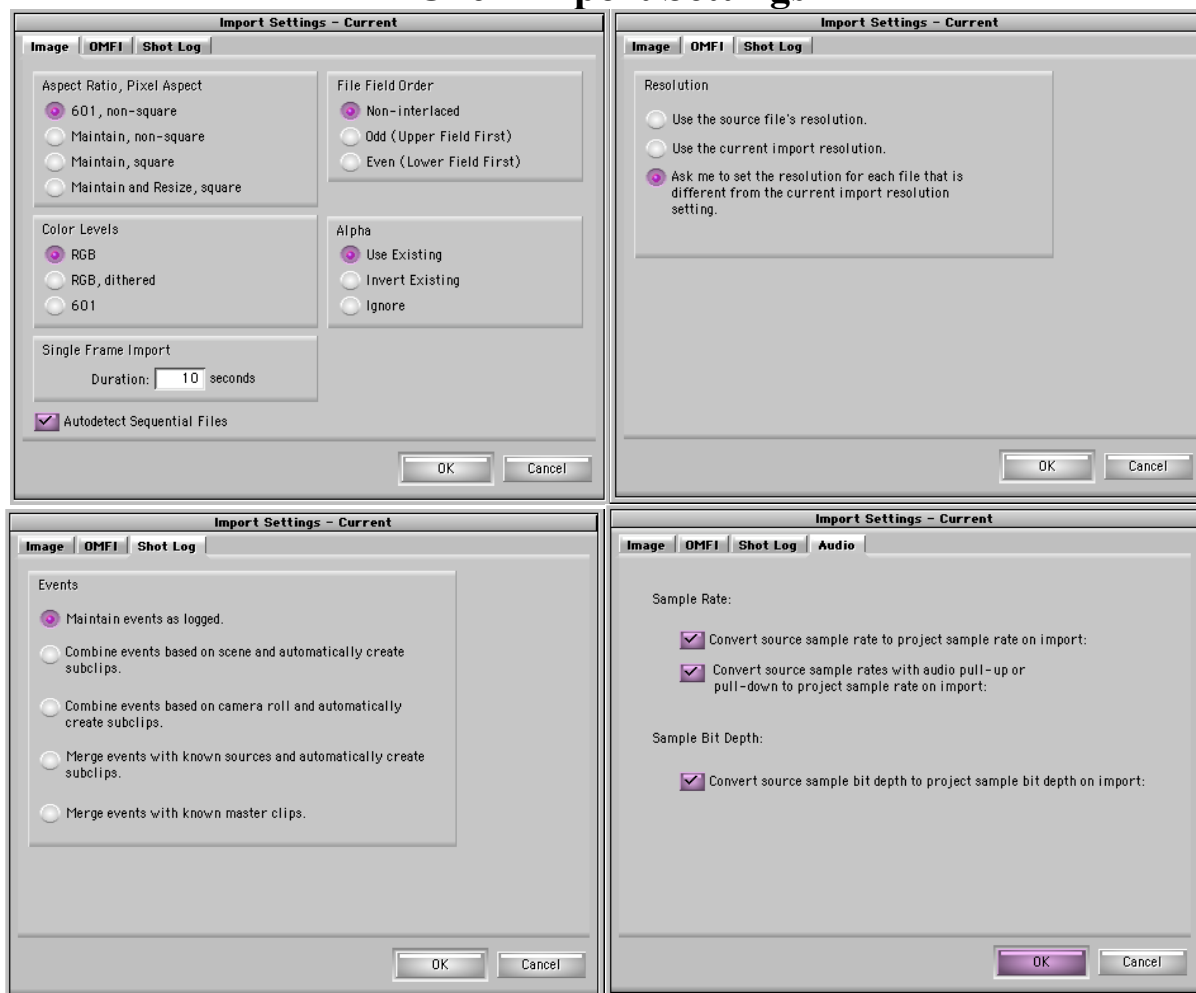 Import Settings
Import Settings - Current
Image OMFI Shot Log
Aspect Ratio, Pixel Aspect
601, non-square
Maintain, non-square
Maintain, square
Maintain and Resize, square
File Field Order
Non-interlaced
Odd (Upper Field First)
Even (Lower Field First)
Color Levels
RGB
RGB, dithered
601
Alpha
Use Existing
Invert Existing
Ignore
Single Frame Import
Duration: 10 seconds
Autodetect Sequential Files
OK Cancel
Import Settings - Current
Image OMFI Shot Log
Resolution
Use the source file's resolution.
Use the current import resolution.
Ask me to set the resolution for each file that is
different from the current import resolution
setting.
OK Cancel
Import Settings - Current
Image OMFI Shot Log
Events
Maintain events as logged.
Combine events based on scene and automatically create
subclips.
Combine events based on camera roll and automatically
create subclips.
Merge events with known sources and automatically create
subclips.
Merge events with known master clips.
OK Cancel
Import Settings - Current
Image OMFI Shot Log Audio
Sample Rate:
Convert source sample rate to project sample rate on import:
Convert source sample rates with audio pull-up or
pull-down to project sample rate on import:
Sample Bit Depth:
Convert source sample bit depth to project sample bit depth on import:
OK Cancel